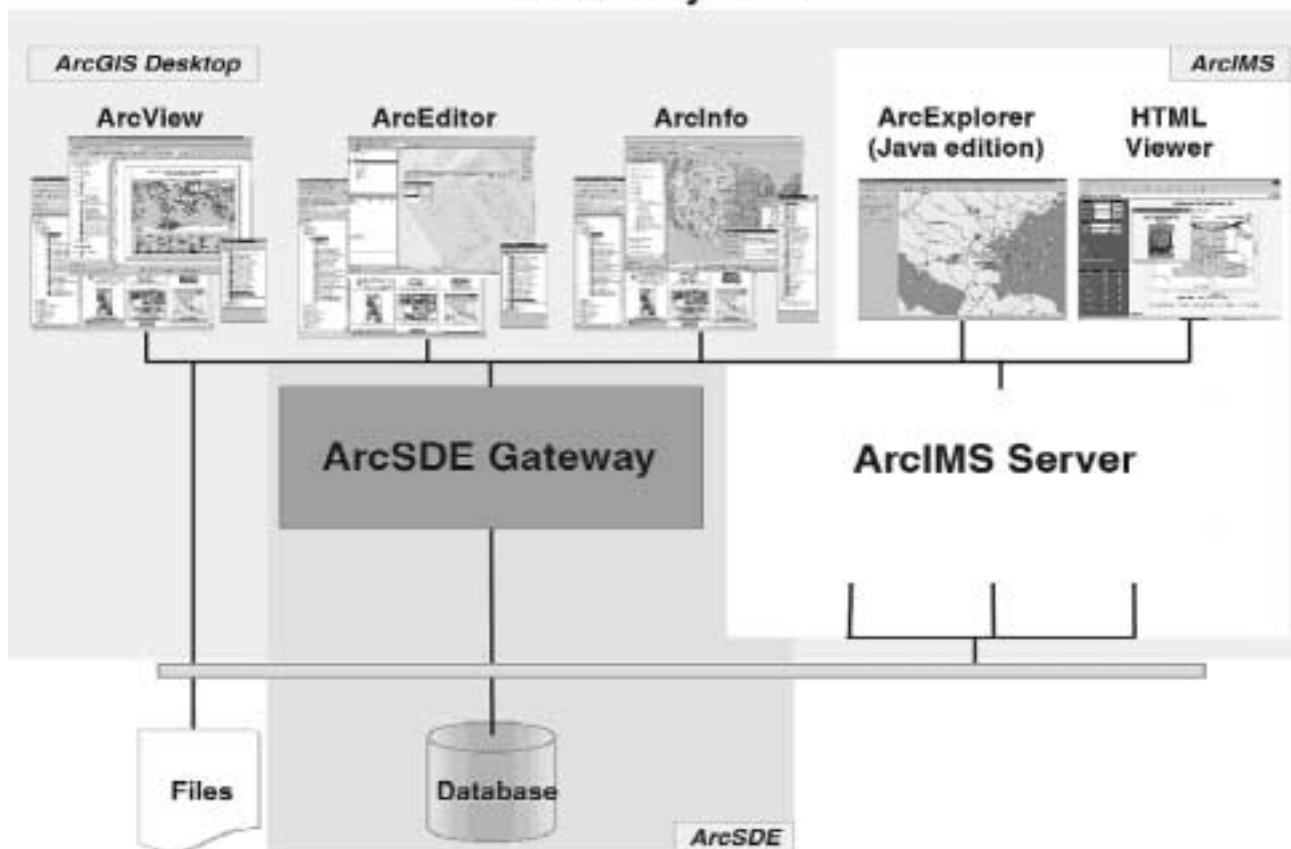 ArcGIS Desktop
ArcIMS
ArcView
ArcEditor
ArcInfo
ArcExplorer
(Java edition)
HTML
Viewer
ArcSDE Gateway
ArcIMS Server
Files
Database
ArcSDE